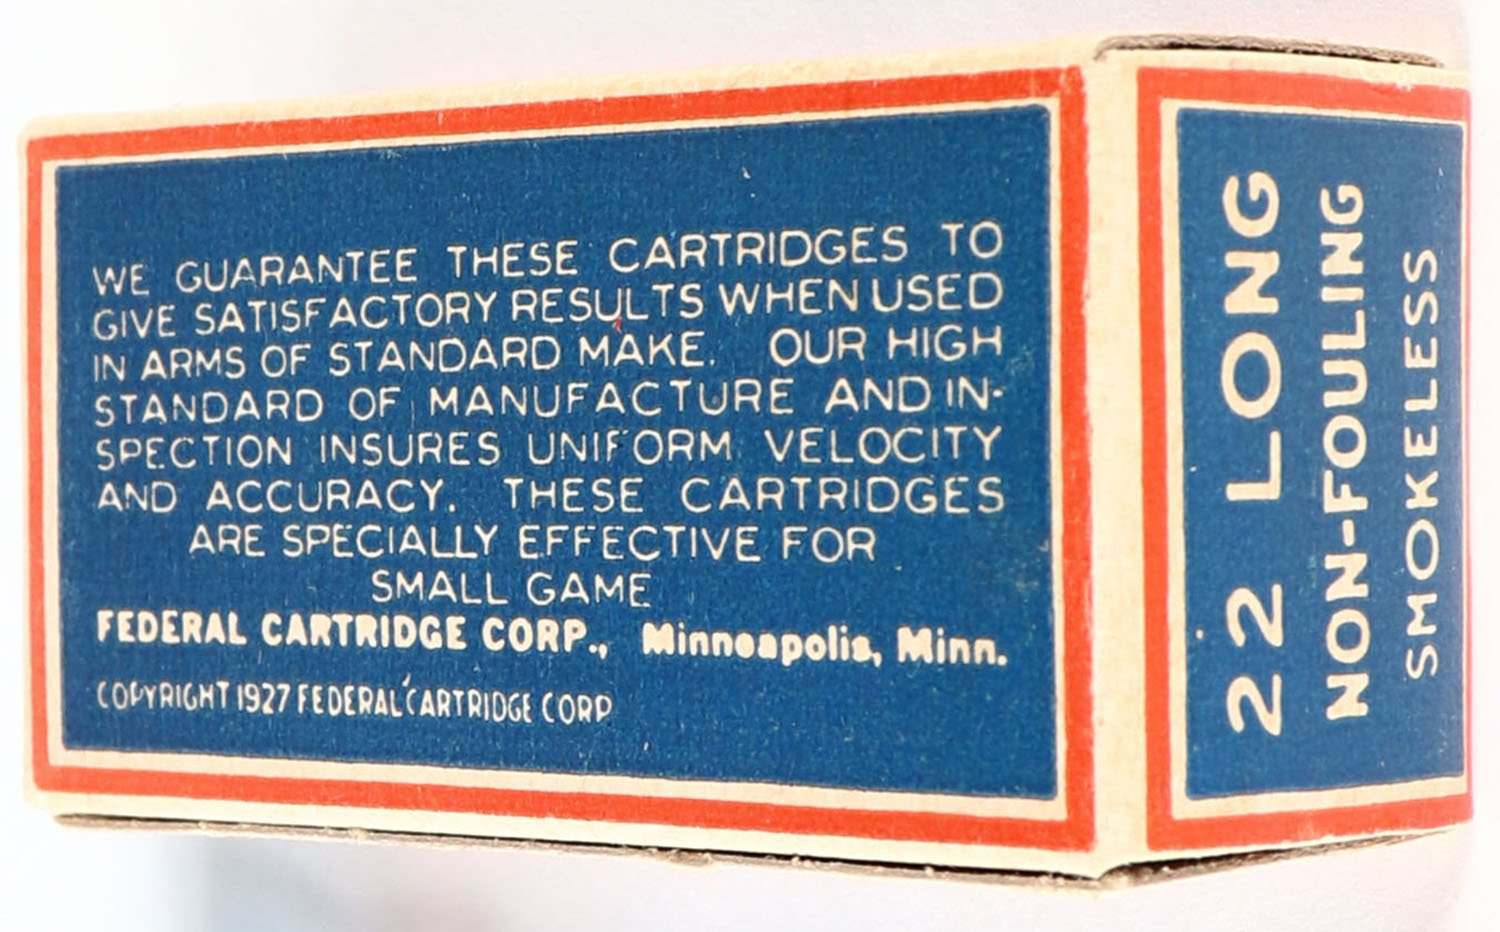 WE GUARANTEE THESE CARTRIDGES TO
GIVE SATISFACTORY RESULTS WHEN USED
IN ARMS OF STANDARD MAKE. OUR HIGH
STANDARD OF MANUFACTURE AND IN-
SPECTION INSURES UNIFORM VELOCITY
AND ACCURACY. THESE CARTRIDGES
ARE SPECIALLY EFFECTIVE FOR
SMALL GAME
FEDERAL CARTRIDGE CORP., Minneapolis, Minn.
COPYRIGHT 1927 FEDERAL CARTRIDGE CORP
22 LONG
NON-FOULING
SMOKELESS